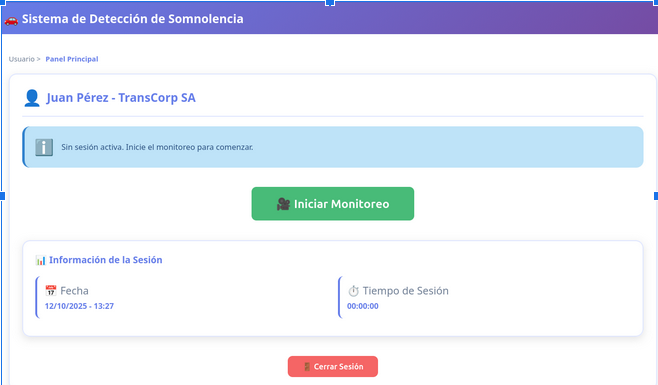 Sistema de Detección de Somnolencia
Usuario > Panel Principal
Juan Pérez - TransCorp SA
Sin sesión activa. Inicie el monitoreo para comenzar.
Iniciar Monitoreo
Información de la Sesión
Fecha
12/10/2025 - 13:27
Tiempo de Sesión
00:00:00
Cerrar Sesión